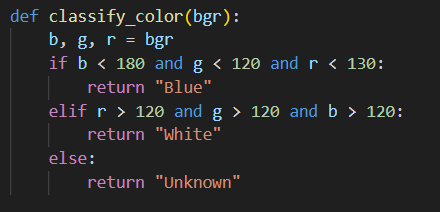 def classify_color(bgr):
    b, g, r = bgr
    if b < 180 and g < 120 and r < 130:
        return "Blue"
    elif r > 120 and g > 120 and b > 120:
        return "White"
    else:
        return "Unknown"